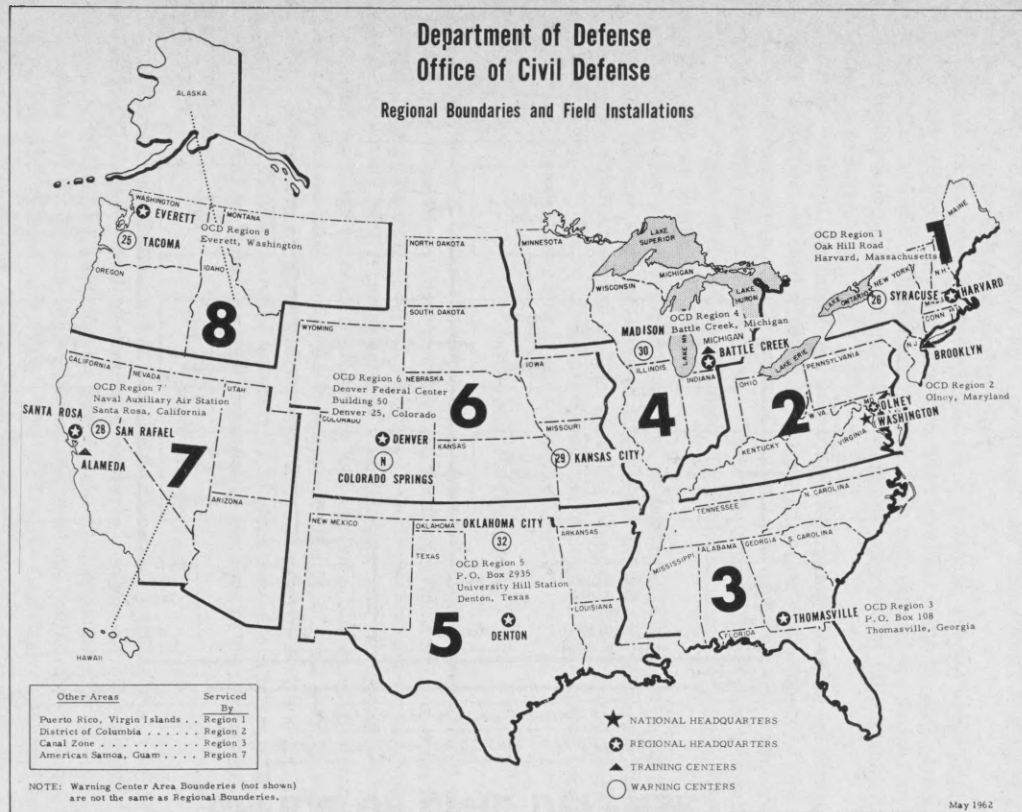 Department of Defense
Office of Civil Defense
Regional Boundaries and Field Installations
ALASKA
WASHINGTON
EVERETT
25 TACOMA
OCD Region 8
Everett, Washington
MONTANA
OREGON
IDAHO
8
NORTH DAKOTA
SOUTH DAKOTA
MINNESOTA
LAKE SUPERIOR
MICHIGAN
WISCONSIN
LAKE HURON
OCD Region 1
Oak Hill Road
Harvard, Massachusetts
MAINE
1
N.H.
NEW YORK
LAKE ONTARIO
26 SYRACUSE
HARVARD
CONN
MADISON
30
OCD Region 4
Battle Creek, Michigan
MICHIGAN
BATTLE CREEK
ILLINOIS
INDIANA
4
LAKE ERIE
OHIO
PENNSYLVANIA
N.J.
BROOKLYN
2
OCD Region 2
Olney, Maryland
OLNEY
WASHINGTON
W. VA.
VIRGINIA
KENTUCKY
WYOMING
IOWA
OCD Region 6
Denver Federal Center
Building 50
Denver 25, Colorado
NEBRASKA
6
COLORADO
DENVER
N
COLORADO SPRINGS
KANSAS
MISSOURI
29 KANSAS CITY
CALIFORNIA
NEVADA
UTAH
OCD Region 7
Naval Auxiliary Air Station
Santa Rosa, California
SANTA ROSA
28 SAN RAFAEL
ALAMEDA
7
ARIZONA
NEW MEXICO
OKLAHOMA
OKLAHOMA CITY
32
TEXAS
ARKANSAS
OCD Region 5
P.O. Box 2935
University Hill Station
Denton, Texas
LOUISIANA
5
DENTON
TENNESSEE
N. CAROLINA
S. CAROLINA
MISSISSIPPI
ALABAMA
GEORGIA
3
THOMASVILLE
OCD Region 3
P.O. Box 108
Thomasville, Georgia
FLORIDA
HAWAII
Other Areas Serviced By
Puerto Rico, Virgin Islands . . Region 1
District of Columbia . . . . . . Region 2
Canal Zone . . . . . . . . . . Region 3
American Samoa, Guam . . . Region 7
NOTE: Warning Center Area Bounderies (not shown)
are not the same as Regional Bounderies.
NATIONAL HEADQUARTERS
REGIONAL HEADQUARTERS
TRAINING CENTERS
WARNING CENTERS
May 1962